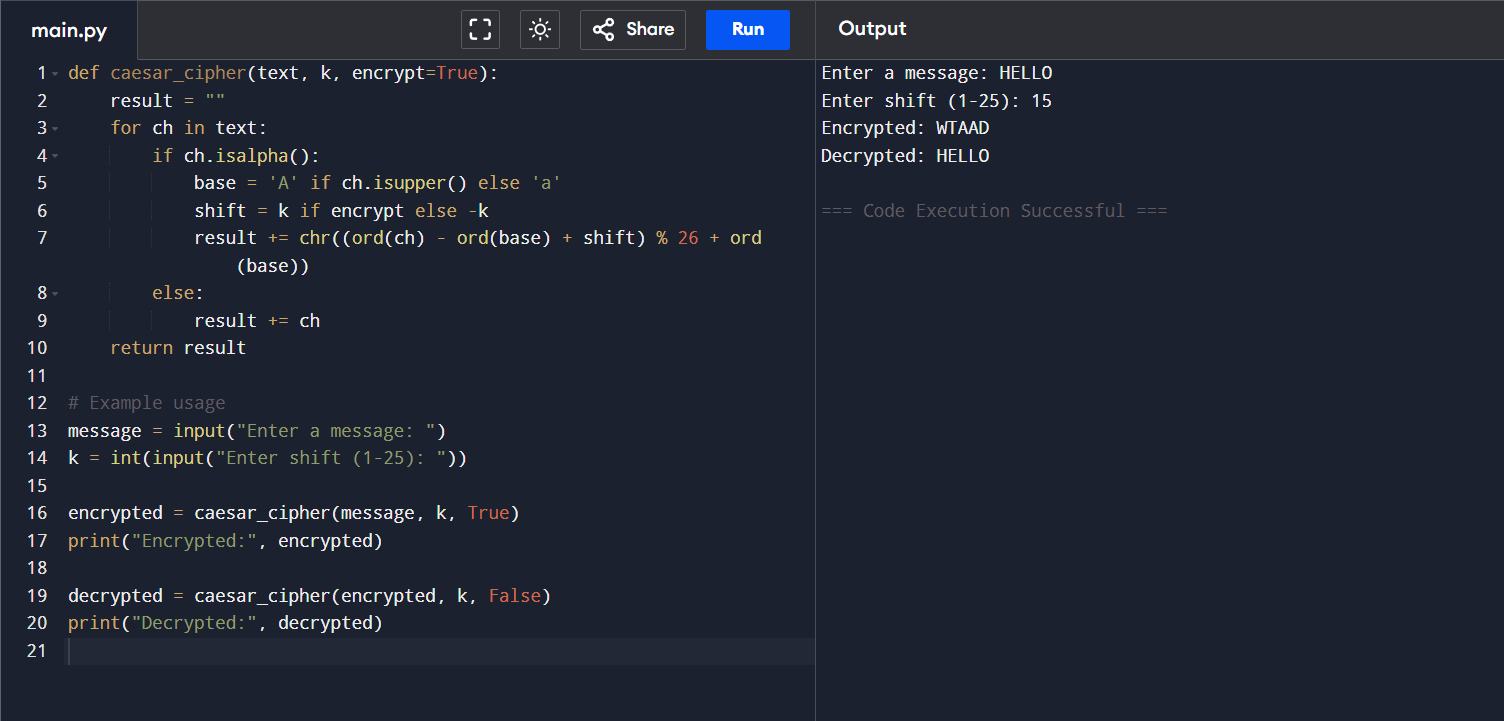 main.py
Share
Run
Output
1 def caesar_cipher(text, k, encrypt=True):
2     result = ""
3     for ch in text:
4         if ch.isalpha():
5             base = 'A' if ch.isupper() else 'a'
6             shift = k if encrypt else -k
7             result += chr((ord(ch) - ord(base) + shift) % 26 + ord
                (base))
8         else:
9             result += ch
10     return result
11
12 # Example usage
13 message = input("Enter a message: ")
14 k = int(input("Enter shift (1-25): "))
15
16 encrypted = caesar_cipher(message, k, True)
17 print("Encrypted:", encrypted)
18
19 decrypted = caesar_cipher(encrypted, k, False)
20 print("Decrypted:", decrypted)
21
Enter a message: HELLO
Enter shift (1-25): 15
Encrypted: WTAAD
Decrypted: HELLO
=== Code Execution Successful ===